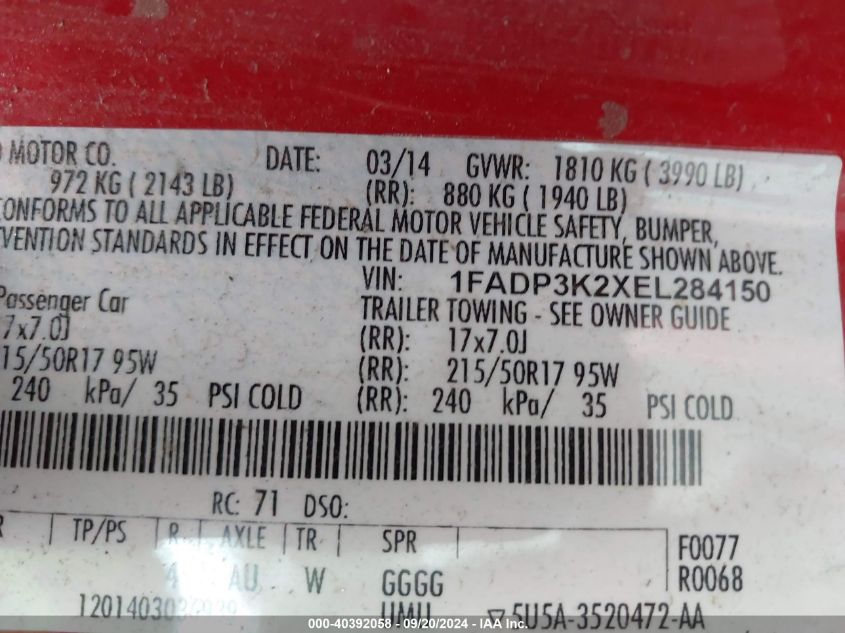 MOTOR CO. DATE: 03/14 GVWR: 1810 KG ( 3990 LB)
972 KG ( 2143 LB) (RR): 880 KG ( 1940 LB)
CONFORMS TO ALL APPLICABLE FEDERAL MOTOR VEHICLE SAFETY, BUMPER,
VENTION STANDARDS IN EFFECT ON THE DATE OF MANUFACTURE SHOWN ABOVE.
VIN: 1FADP3K2XEL284150
Passenger Car TRAILER TOWING - SEE OWNER GUIDE
7x7.0J (RR): 17x7.0J
15/50R17 95W (RR): 215/50R17 95W
240 kPa/ 35 PSI COLD (RR): 240 kPa/ 35 PSI COLD
RC: 71 DSO:
R TP/PS R AXLE TR SPR F0077
4 AU W GGGG R0068
UMU ▽5U5A-3520472-AA
000-40392058 - 09/20/2024 - IAA Inc.